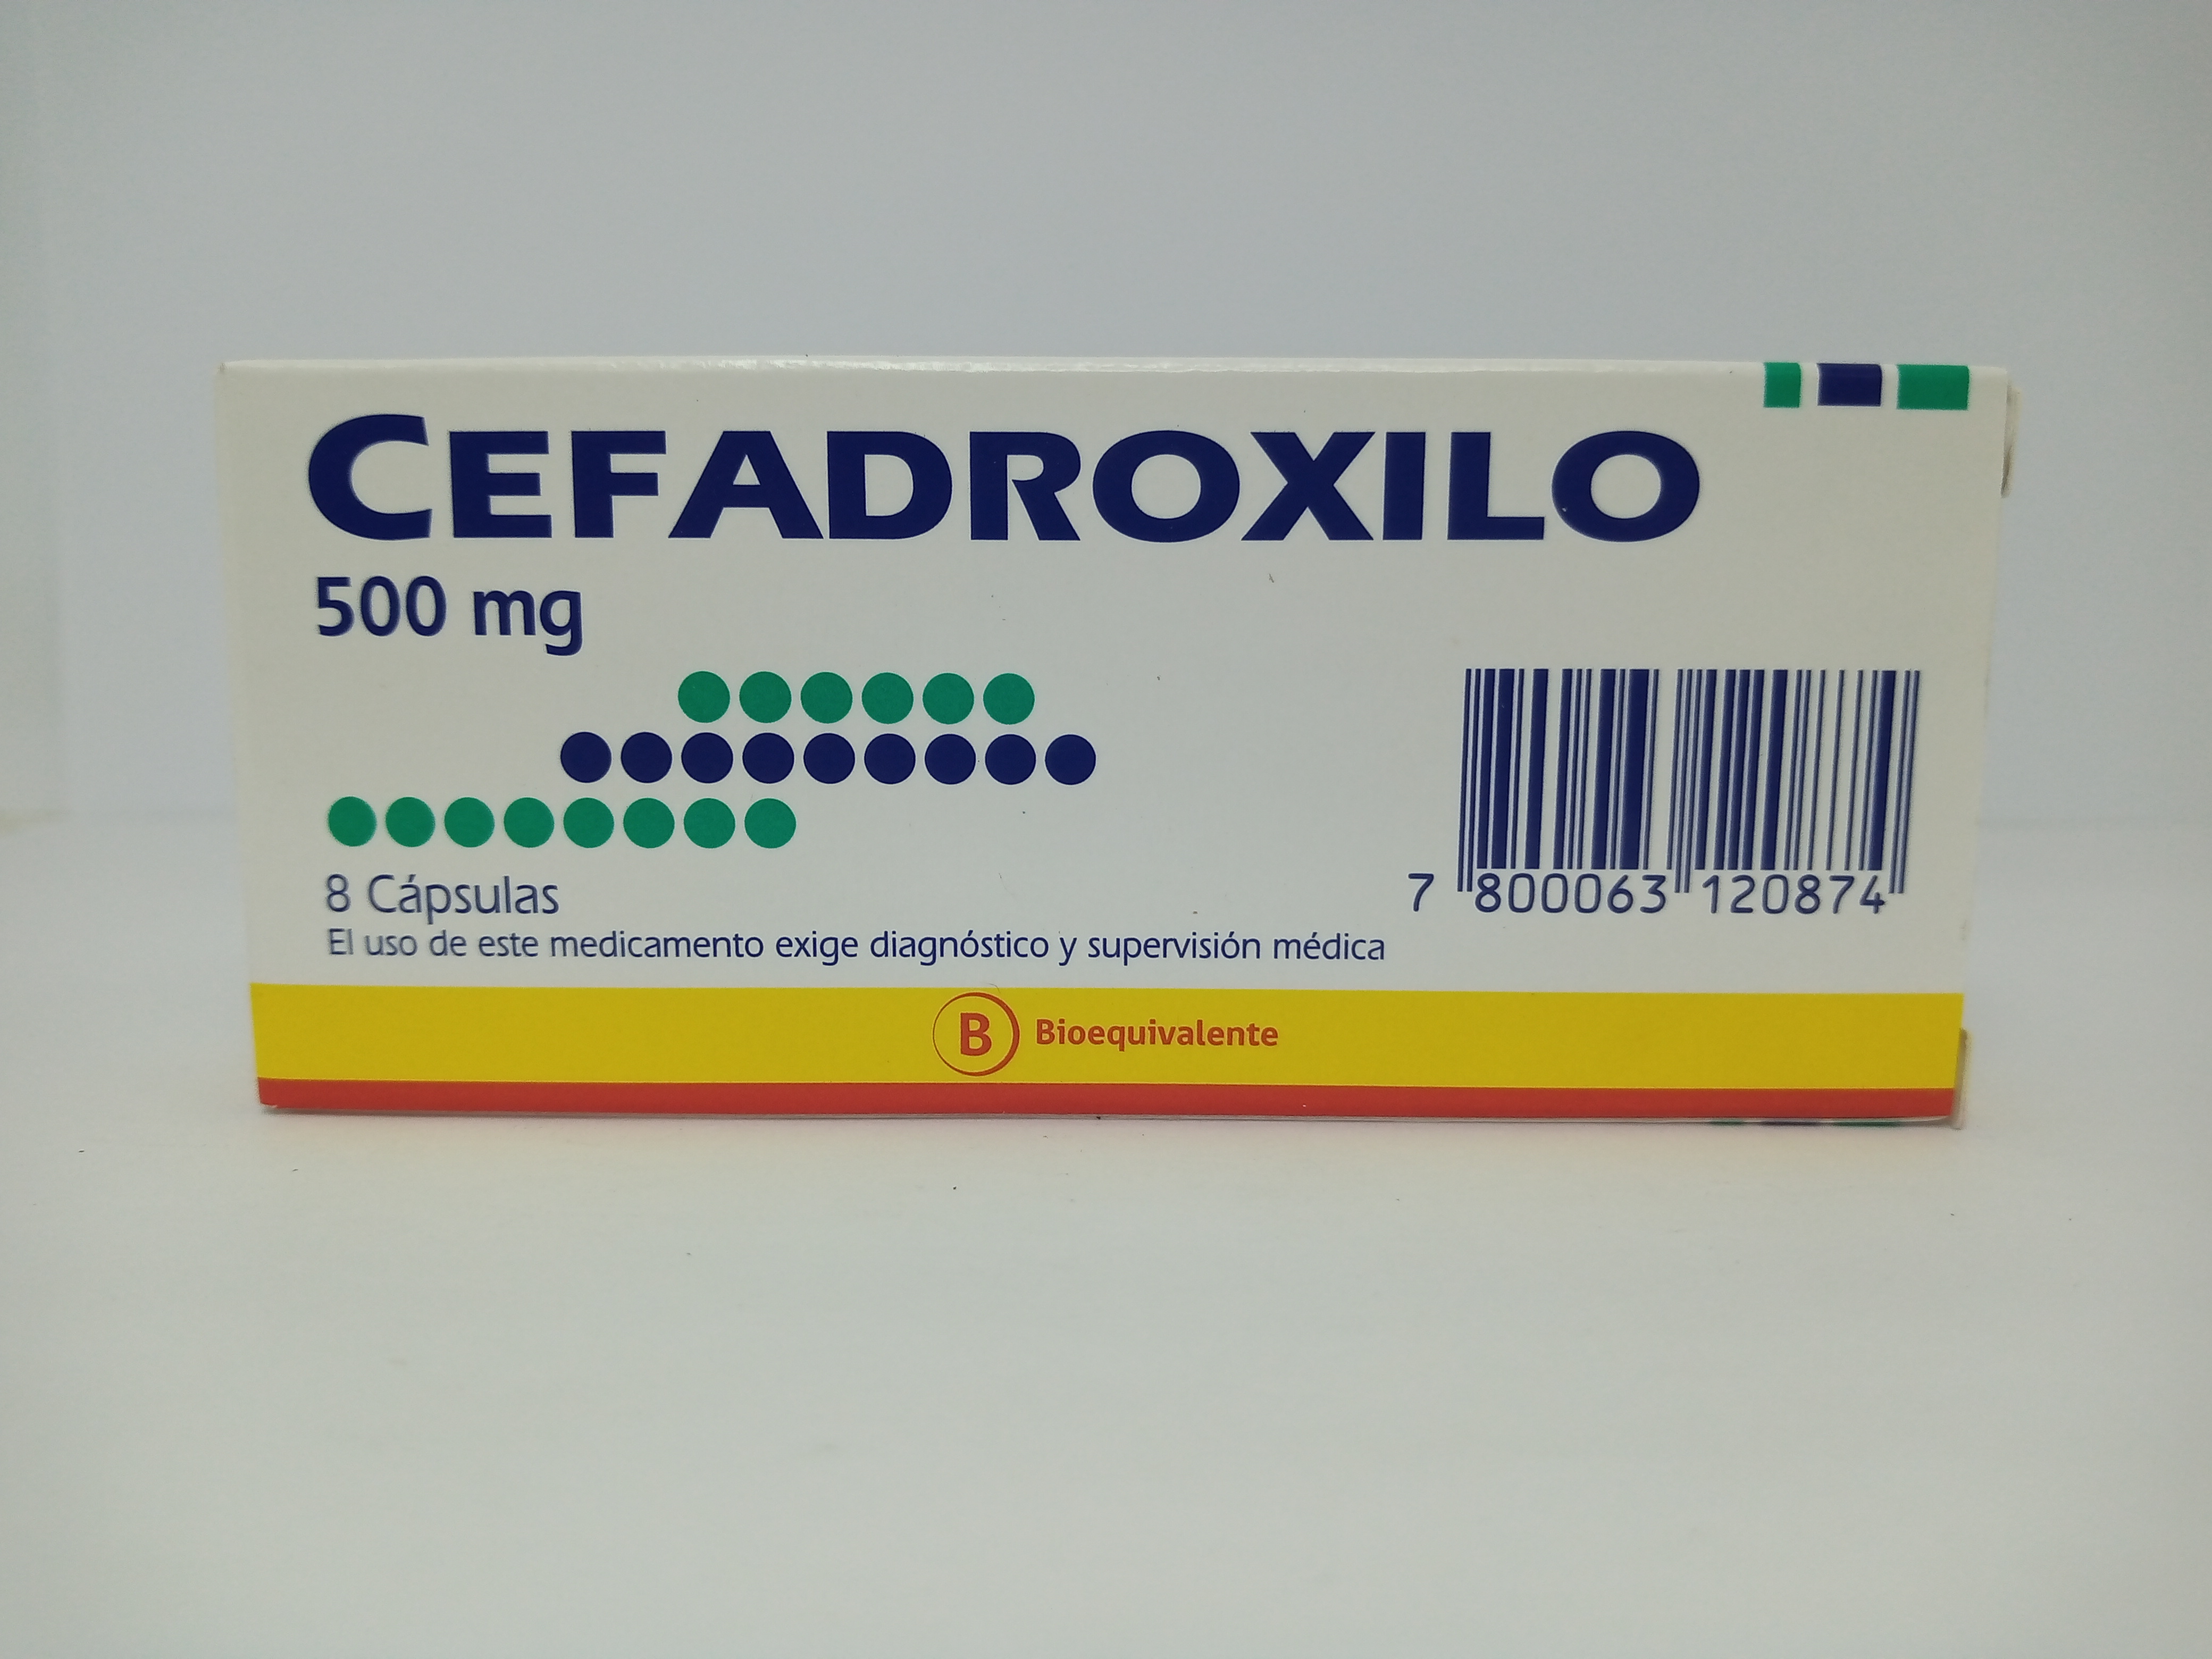 CEFADROXILO
500 mg
8 Cápsulas
El uso de este medicamento exige diagnóstico y supervisión médica
7 800063 120874
B Bioequivalente